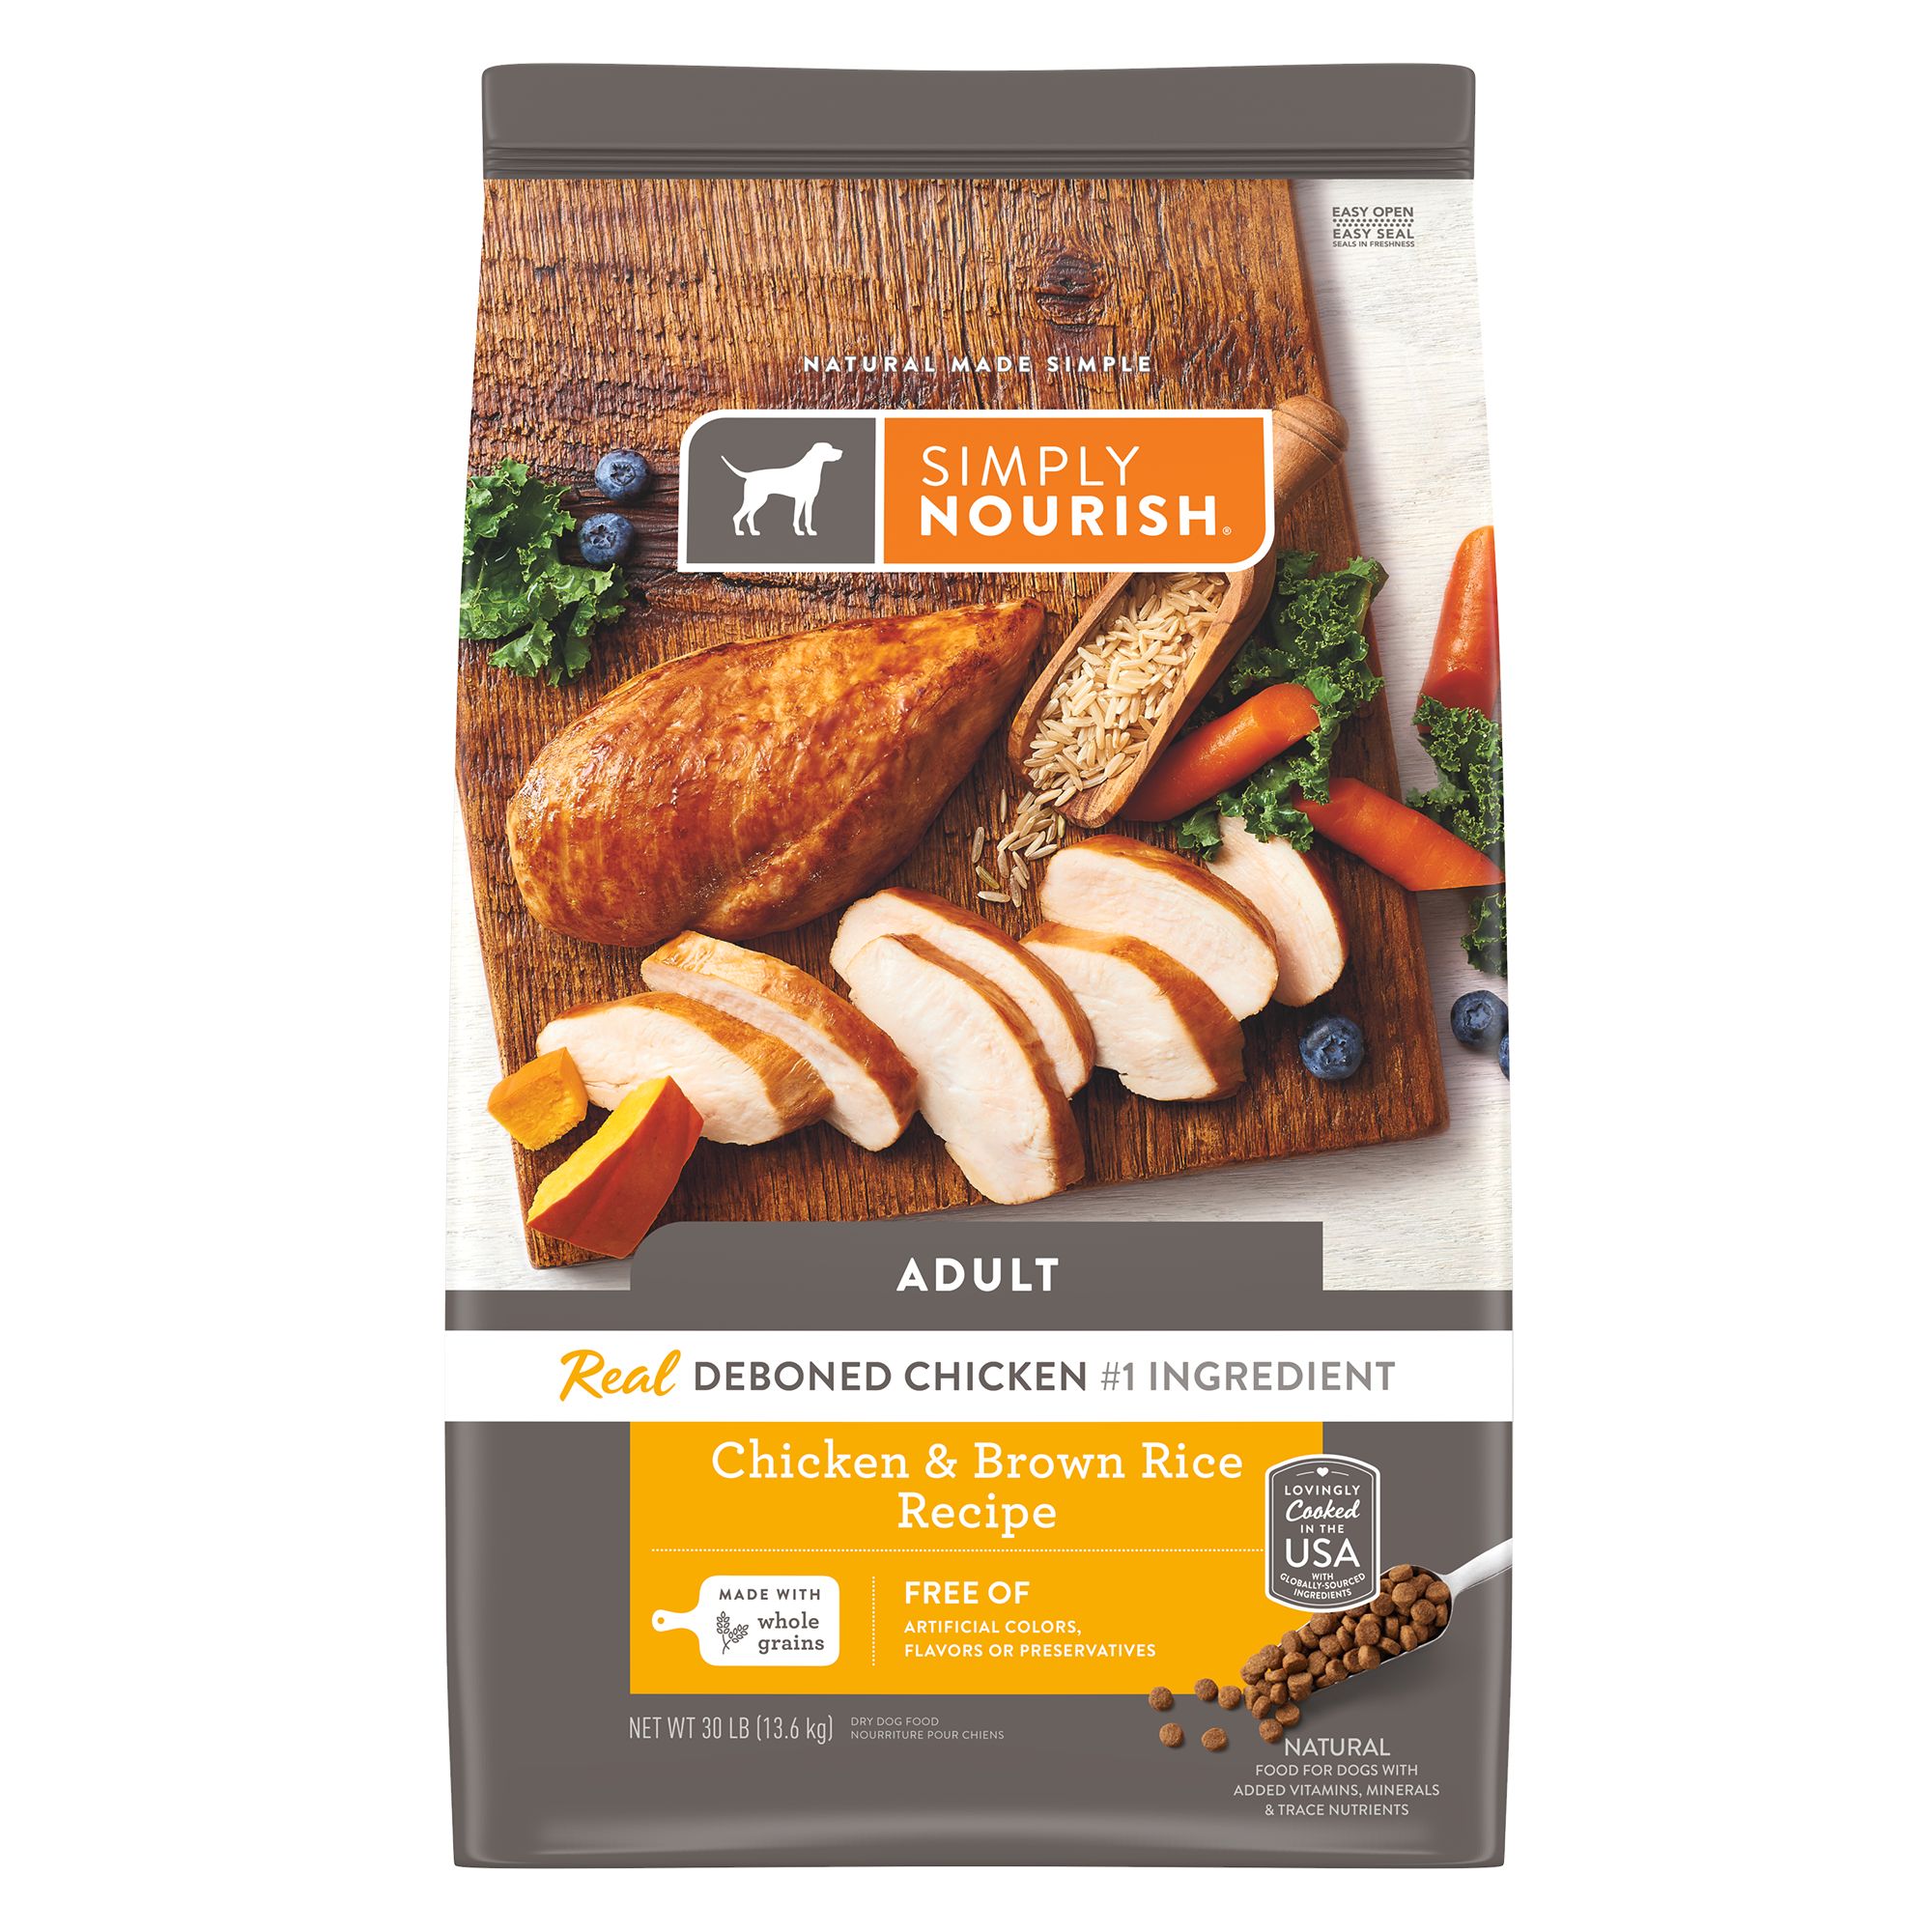 EASY OPEN
EASY SEAL
SEALS IN FRESHNESS
NATURAL MADE SIMPLE
SIMPLY
NOURISH®
ADULT
Real DEBONED CHICKEN #1 INGREDIENT
Chicken & Brown Rice
Recipe
LOVINGLY
Cooked
IN THE
USA
WITH
GLOBALLY-SOURCED
INGREDIENTS
MADE WITH
whole
grains
FREE OF
ARTIFICIAL COLORS,
FLAVORS OR PRESERVATIVES
NET WT 30 LB (13.6 kg)
DRY DOG FOOD
NOURRITURE POUR CHIENS
NATURAL
FOOD FOR DOGS WITH
ADDED VITAMINS, MINERALS
& TRACE NUTRIENTS